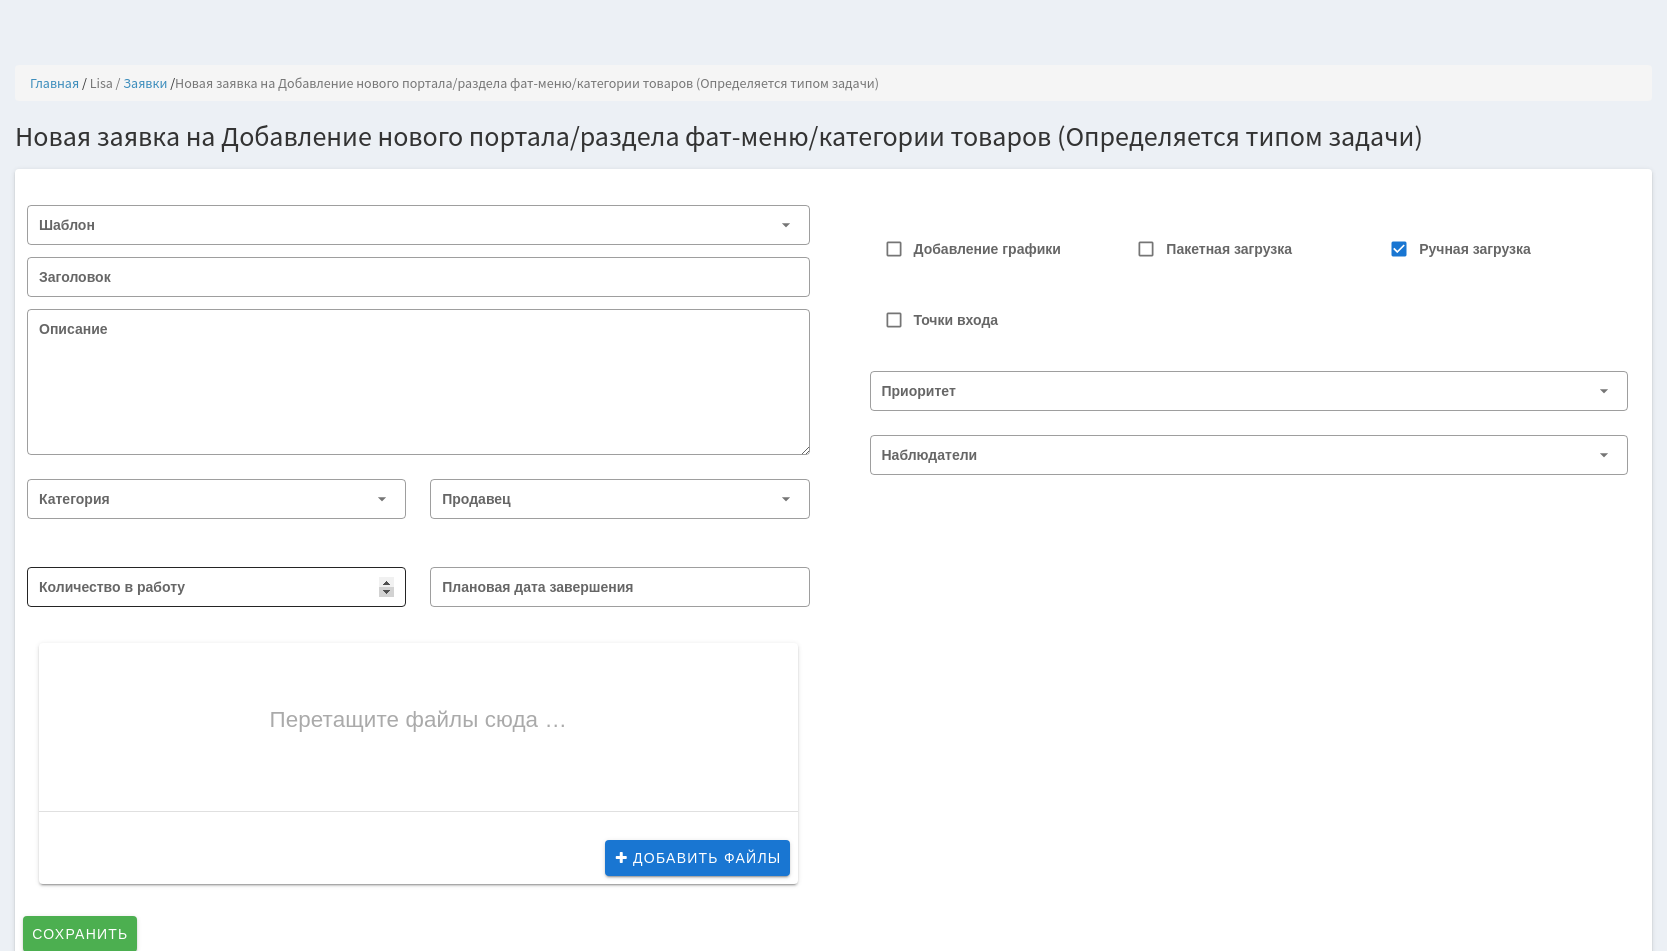 Главная / Lisa / Заявки /Новая заявка на Добавление нового портала/раздела фат-меню/категории товаров (Определяется типом задачи)
Новая заявка на Добавление нового портала/раздела фат-меню/категории товаров (Определяется типом задачи)
Шаблон
Заголовок
Описание
Категория
Продавец
Количество в работу
Плановая дата завершения
Перетащите файлы сюда …
ДОБАВИТЬ ФАЙЛЫ
СОХРАНИТЬ
Добавление графики
Пакетная загрузка
Ручная загрузка
Точки входа
Приоритет
Наблюдатели